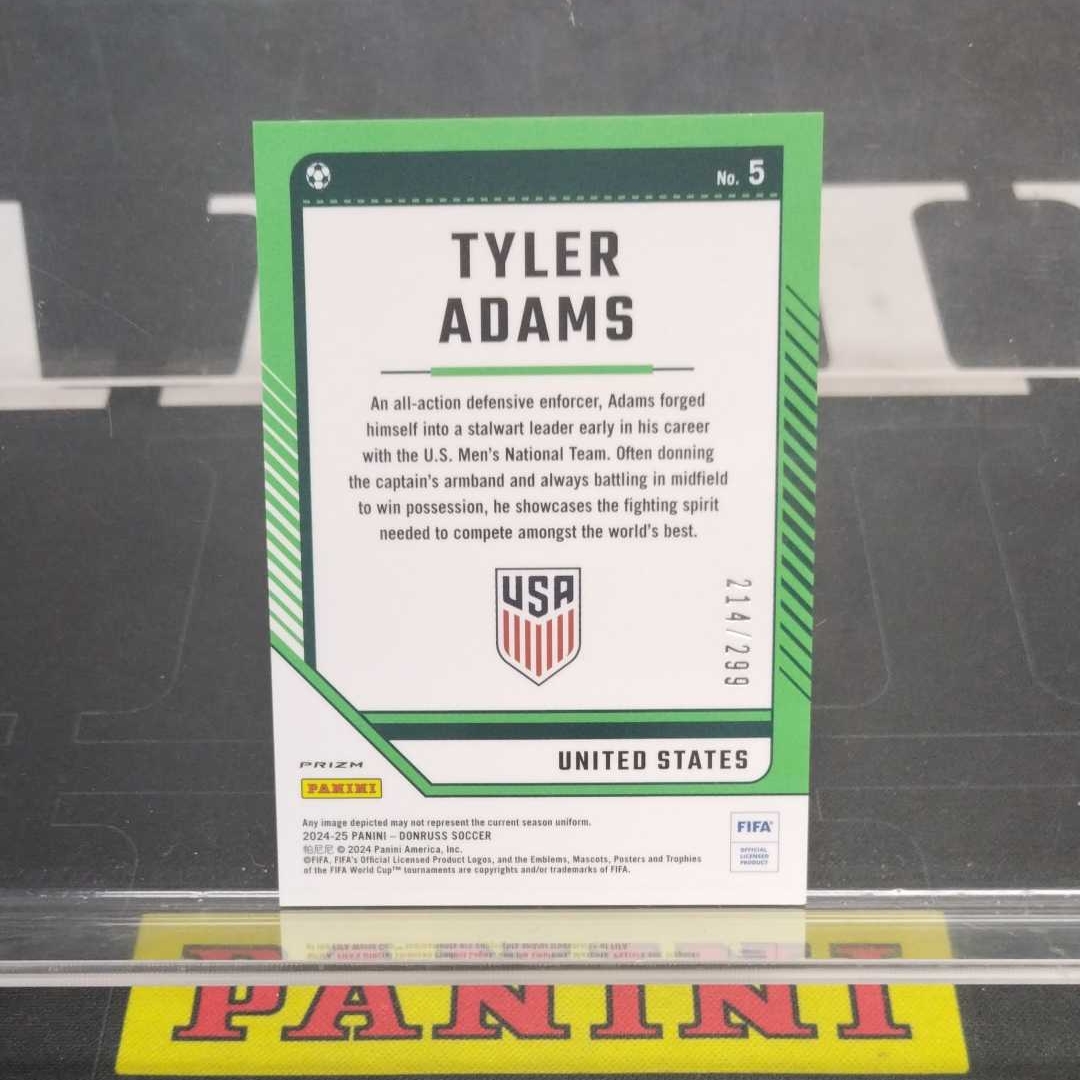 No. 5
TYLER
ADAMS
An all-action defensive enforcer, Adams forged
himself into a stalwart leader early in his career
with the U.S. Men's National Team. Often donning
the captain's armband and always battling in midfield
to win possession, he showcases the fighting spirit
needed to compete amongst the world's best.
USA
214/299
UNITED STATES
PRIZM
PANINI
Any image depicted may not represent the current season uniform.
2024-25 PANINI – DONRUSS SOCCER
帕尼尼 © 2024 Panini America, Inc.
©FIFA, FIFA's Official Licensed Product Logos, and the Emblems, Mascots, Posters and Trophies
of the FIFA World Cup™ tournaments are copyrights and/or trademarks of FIFA.
FIFA®
OFFICIAL
LICENSED
PRODUCT
PANINI